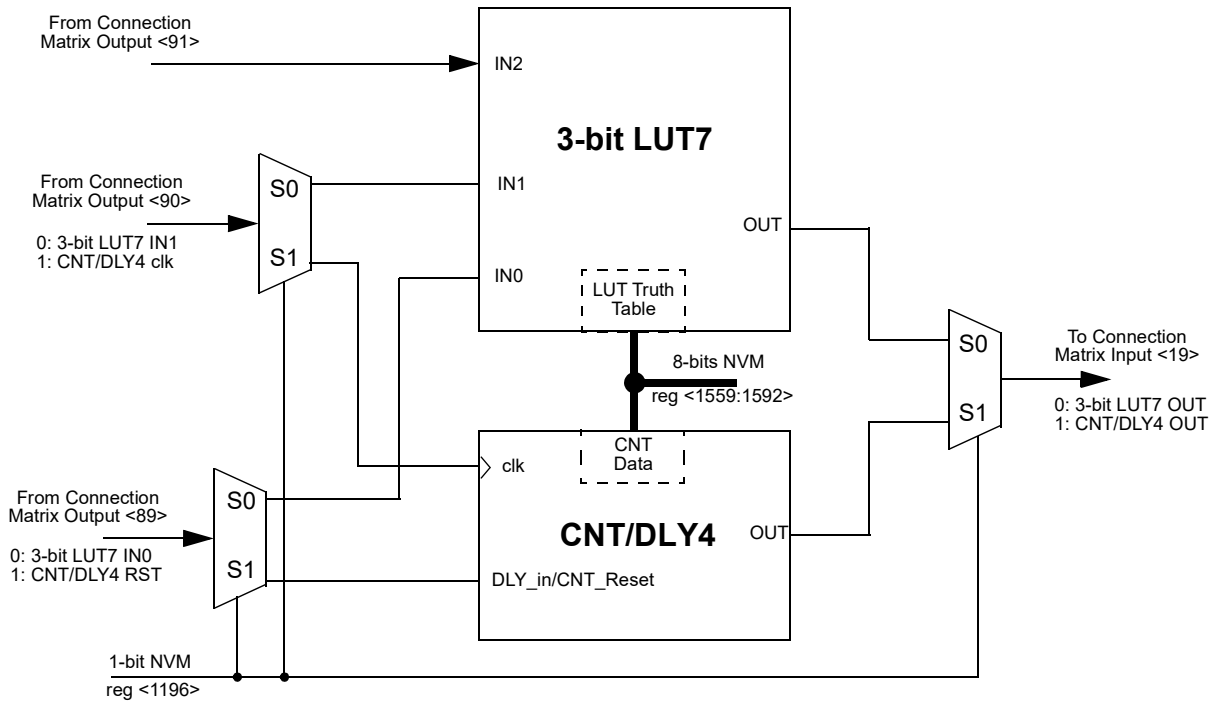 From Connection
Matrix Output <91>
IN2
3-bit LUT7
From Connection
Matrix Output <90>
0: 3-bit LUT7 IN1
1: CNT/DLY4 clk
S0
S1
IN1
IN0
OUT
LUT Truth
Table
8-bits NVM
reg <1559:1592>
S0
S1
To Connection
Matrix Input <19>
0: 3-bit LUT7 OUT
1: CNT/DLY4 OUT
CNT
Data
clk
CNT/DLY4
OUT
DLY_in/CNT_Reset
From Connection
Matrix Output <89>
0: 3-bit LUT7 IN0
1: CNT/DLY4 RST
S0
S1
1-bit NVM
reg <1196>